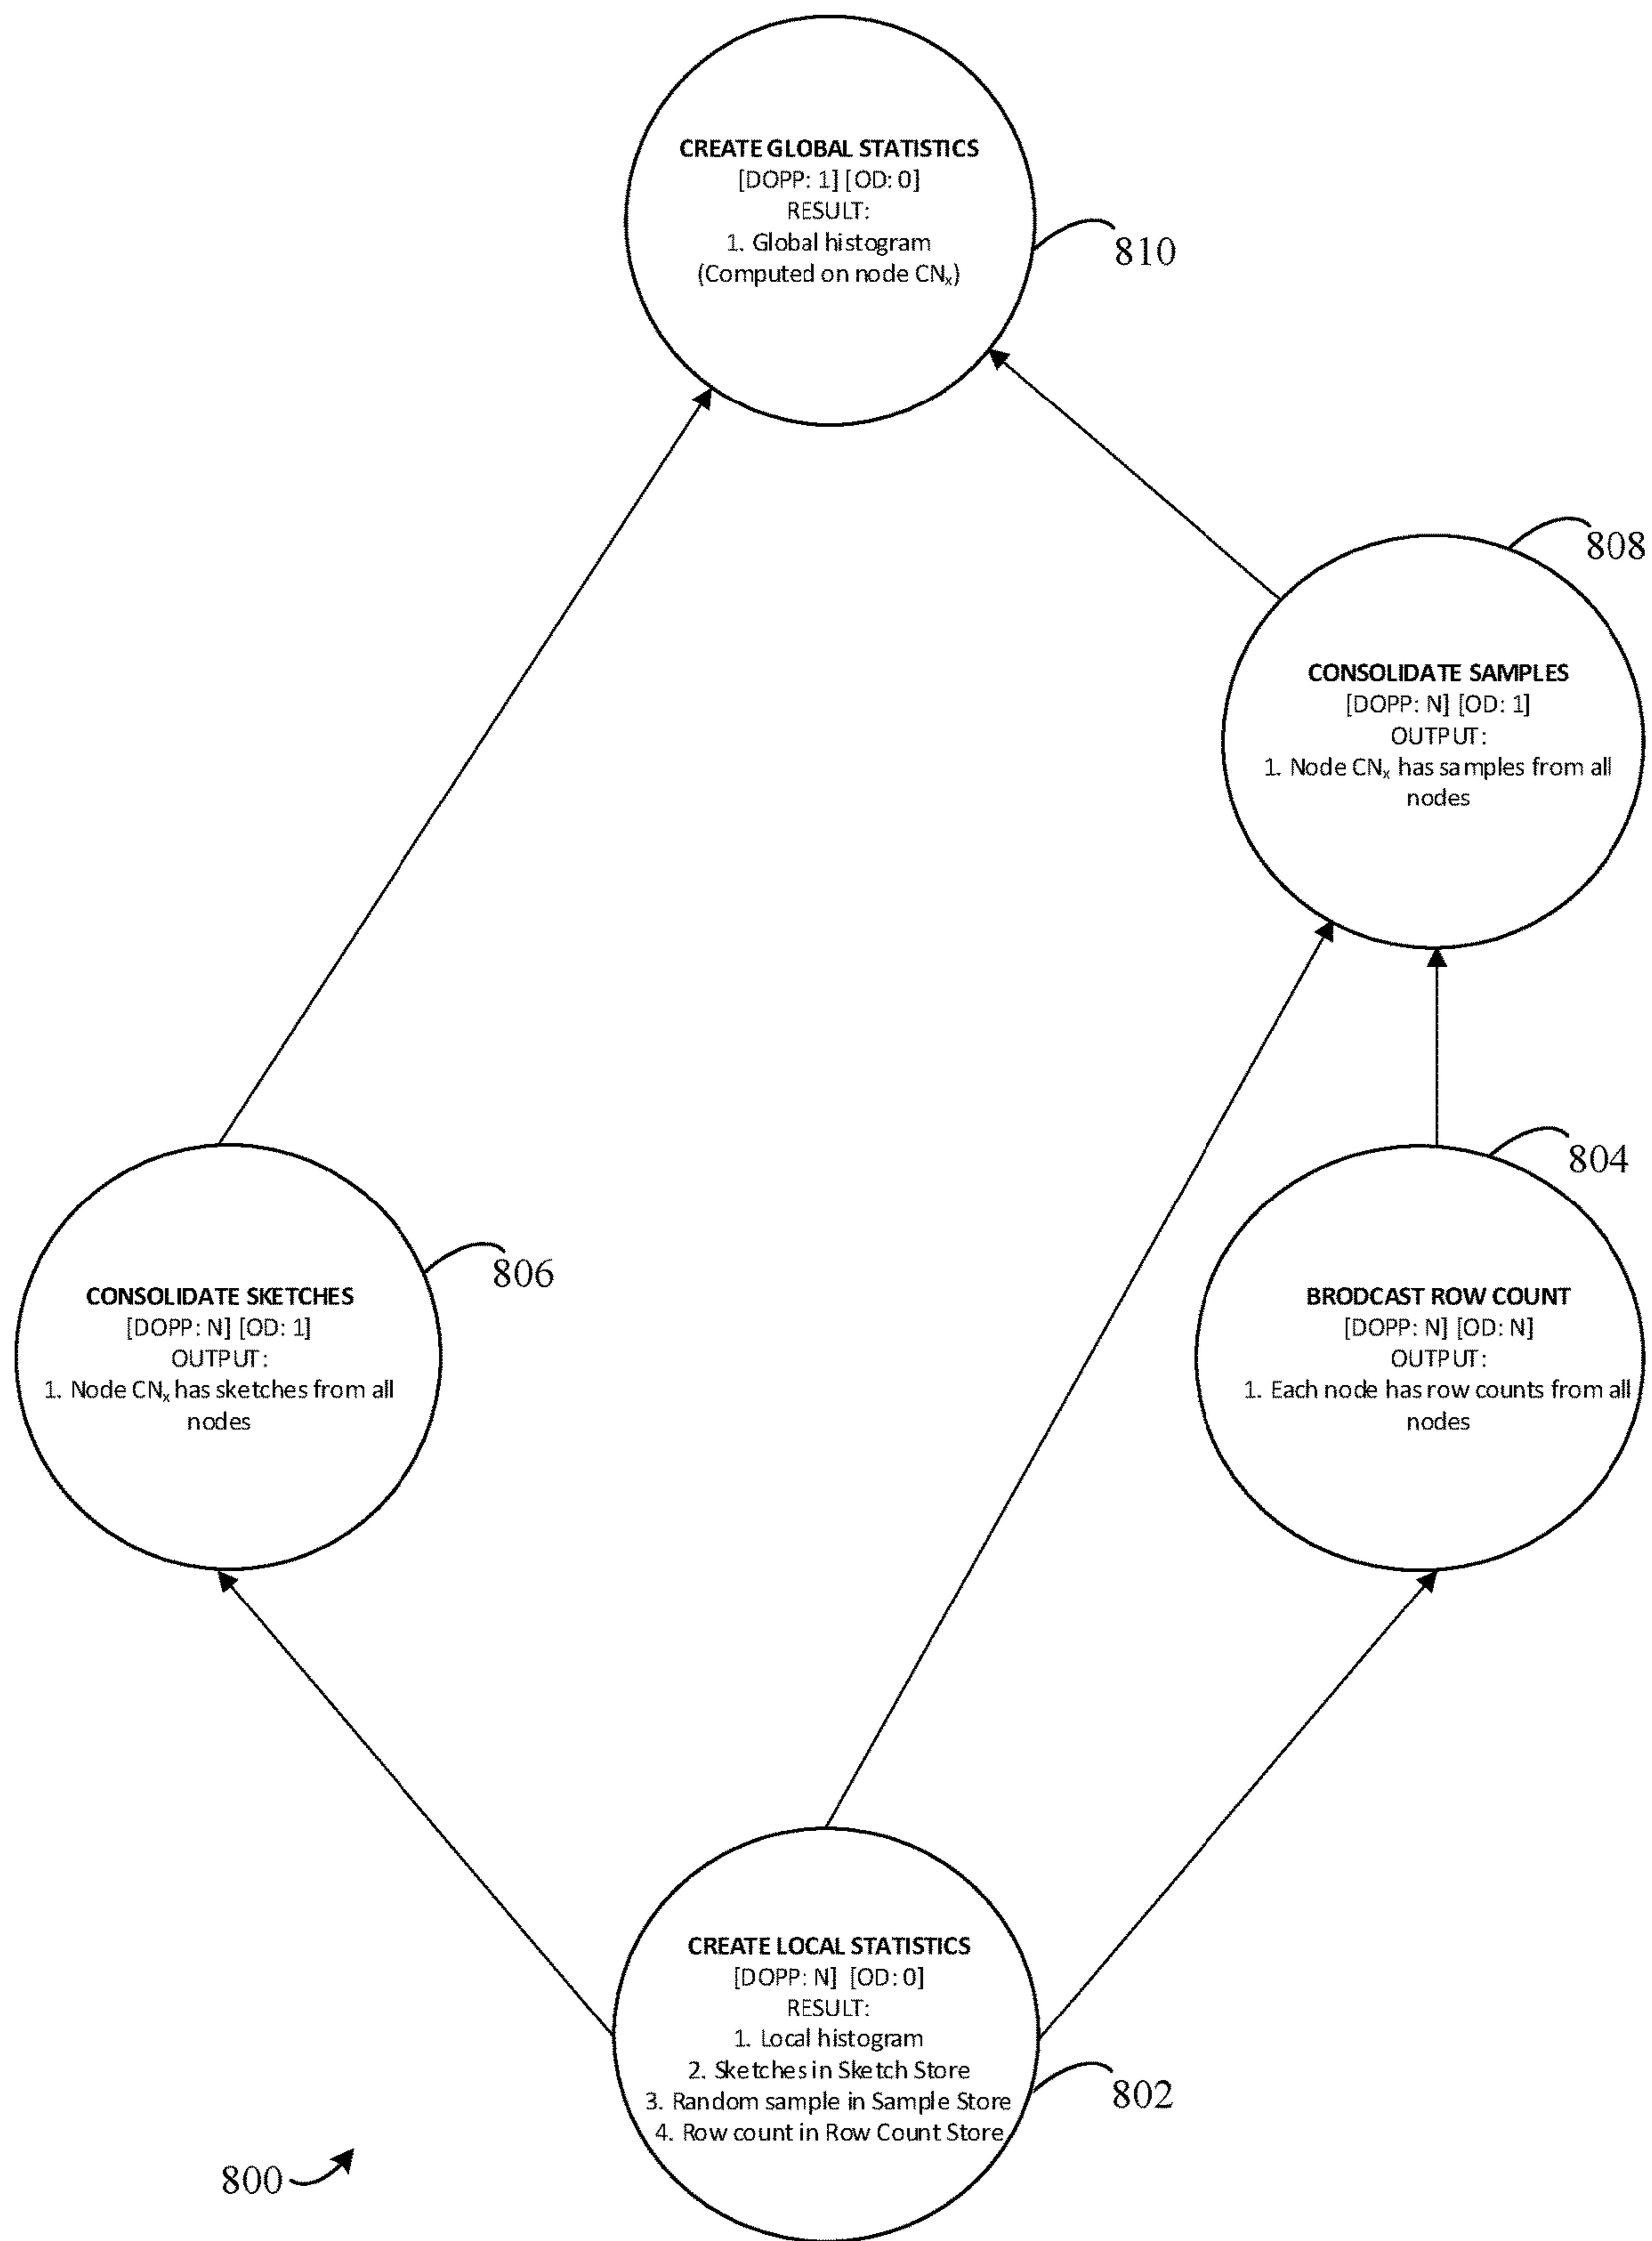 CREATE GLOBAL STATISTICS
[DOPP: 1] [OD: 0]
RESULT:
1. Global histogram
(Computed on node CNx)
810
808
CONSOLIDATE SAMPLES
[DOPP: N] [OD: 1]
OUTPUT:
1. Node CNx has samples from all
nodes
804
806
CONSOLIDATE SKETCHES
[DOPP: N] [OD: 1]
OUTPUT:
1. Node CNx has sketches from all
nodes
BRODCAST ROW COUNT
[DOPP: N] [OD: N]
OUTPUT:
1. Each node has row counts from all
nodes
CREATE LOCAL STATISTICS
[DOPP: N] [OD: 0]
RESULT:
1. Local histogram
2. Sketches in Sketch Store
3. Random sample in Sample Store
4. Row count in Row Count Store
802
800